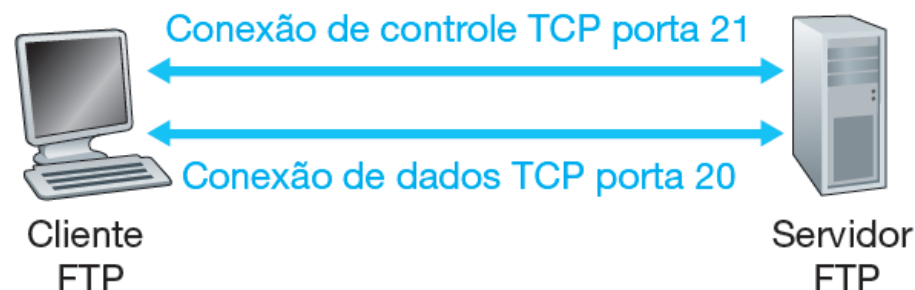 Conexão de controle TCP porta 21
Conexão de dados TCP porta 20
Cliente
FTP
Servidor
FTP